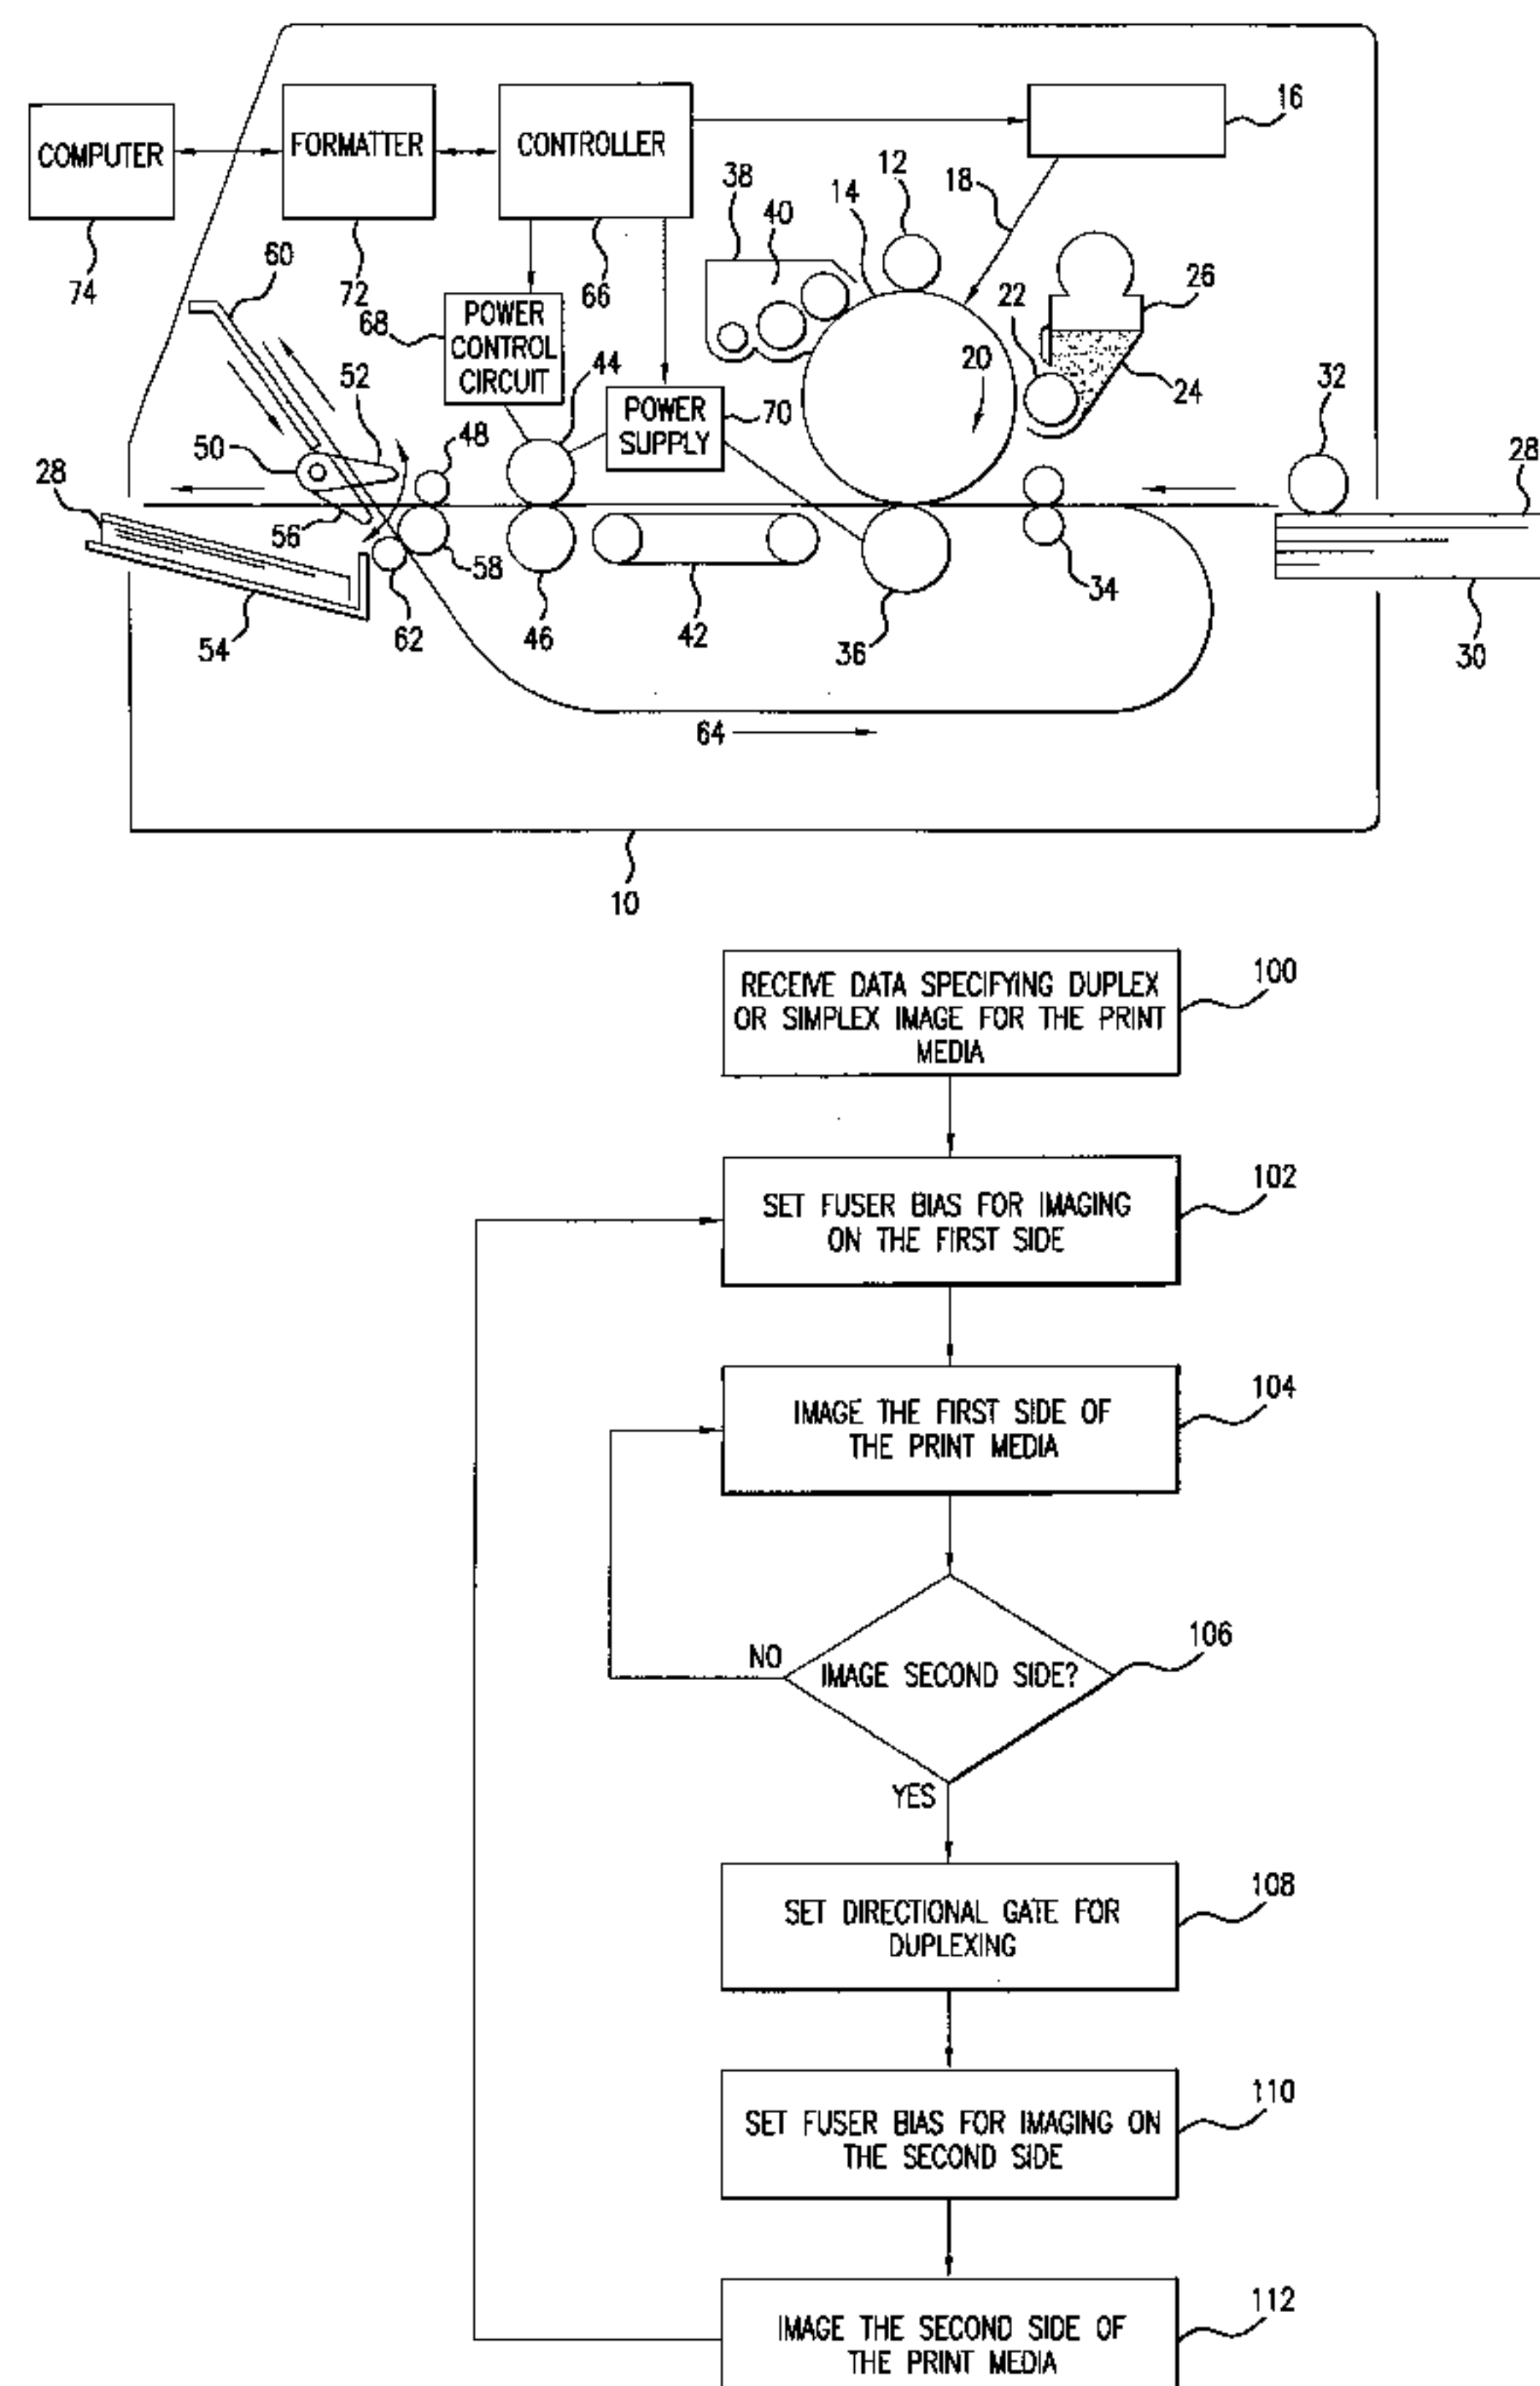 COMPUTER
FORMATTER
CONTROLLER
16
12
18
14
38
40
74
60
72
66
68
POWER
CONTROL
CIRCUIT
22
26
20
24
44
52
32
POWER
SUPPLY
70
48
50
28
28
56
58
34
54
62
46
42
36
30
64
10
RECEIVE DATA SPECIFYING DUPLEX
OR SIMPLEX IMAGE FOR THE PRINT
MEDIA
100
SET FUSER BIAS FOR IMAGING
ON THE FIRST SIDE
102
IMAGE THE FIRST SIDE OF
THE PRINT MEDIA
104
NO
IMAGE SECOND SIDE?
106
YES
SET DIRECTIONAL GATE FOR
DUPLEXING
108
SET FUSER BIAS FOR IMAGING ON
THE SECOND SIDE
110
IMAGE THE SECOND SIDE OF
THE PRINT MEDIA
112